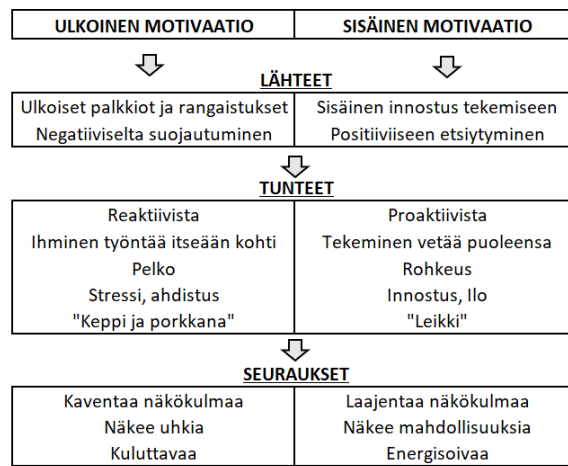 ULKOINEN MOTIVAATIO SISÄINEN MOTIVAATIO
LÄHTEET
Ulkoiset palkkiot ja rangaistukset Sisäinen innostus tekemiseen
Negatiiviselta suojautuminen Positiiviseen etsiytyminen
TUNTEET
Reaktiivista Proaktiivista
Ihminen työntää itseään kohti Tekeminen vetää puoleensa
Pelko Rohkeus
Stressi, ahdistus Innostus, Ilo
"Keppi ja porkkana" "Leikki"
SEURAUKSET
Kaventaa näkökulmaa Laajentaa näkökulmaa
Näkee uhkia Näkee mahdollisuuksia
Kuluttavaa Energisoivaa